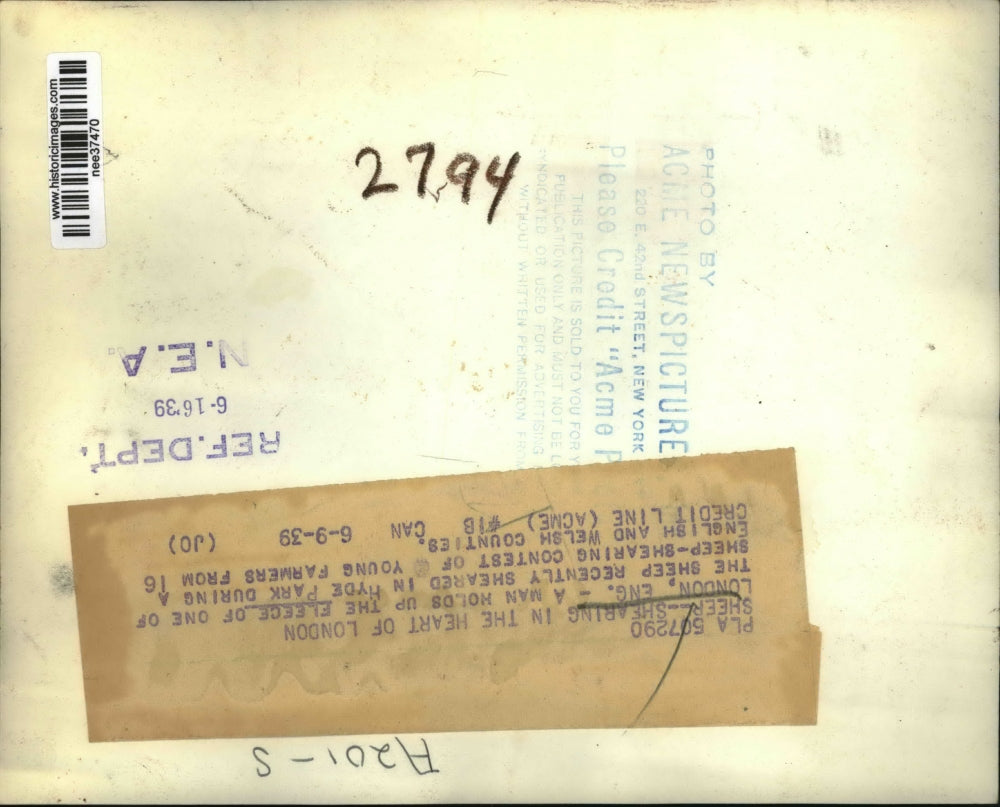 www.historicimages.com
nee37470
2794
PHOTO BY
ACME NEWSPICTURE
220 E. 42nd STREET, NEW YORK
Please Credit "Acme P
THIS PICTURE IS SOLD TO YOU FOR Y
PUBLICATION ONLY AND MUST NOT BE L
SYNDICATED OR USED FOR ADVERTISING
WITHOUT WRITTEN PERMISSION FROM
REF. DEPT.
6-16'39
N.E.A.
PLA 507290
SHEEP-SHEARING IN THE HEART OF LONDON
LONDON, ENG. - A MAN HOLDS UP THE FLEECE OF ONE OF
THE SHEEP RECENTLY SHEARED IN HYDE PARK DURING A
SHEEP-SHEARING CONTEST OF YOUNG FARMERS FROM 16
ENGLISH AND WELSH COUNTIES.
CREDIT LINE (ACME) #1B CAN 6-9-39 (JO)
A201-S